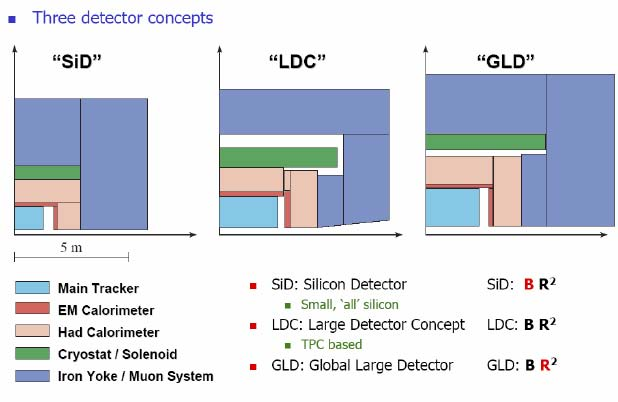 Three detector concepts
"SiD"
"LDC"
"GLD"
5 m
Main Tracker
EM Calorimeter
Had Calorimeter
Cryostat / Solenoid
Iron Yoke / Muon System
SiD: Silicon Detector
Small, 'all' silicon
LDC: Large Detector Concept
TPC based
GLD: Global Large Detector
SiD: B R²
LDC: B R²
GLD: B R²